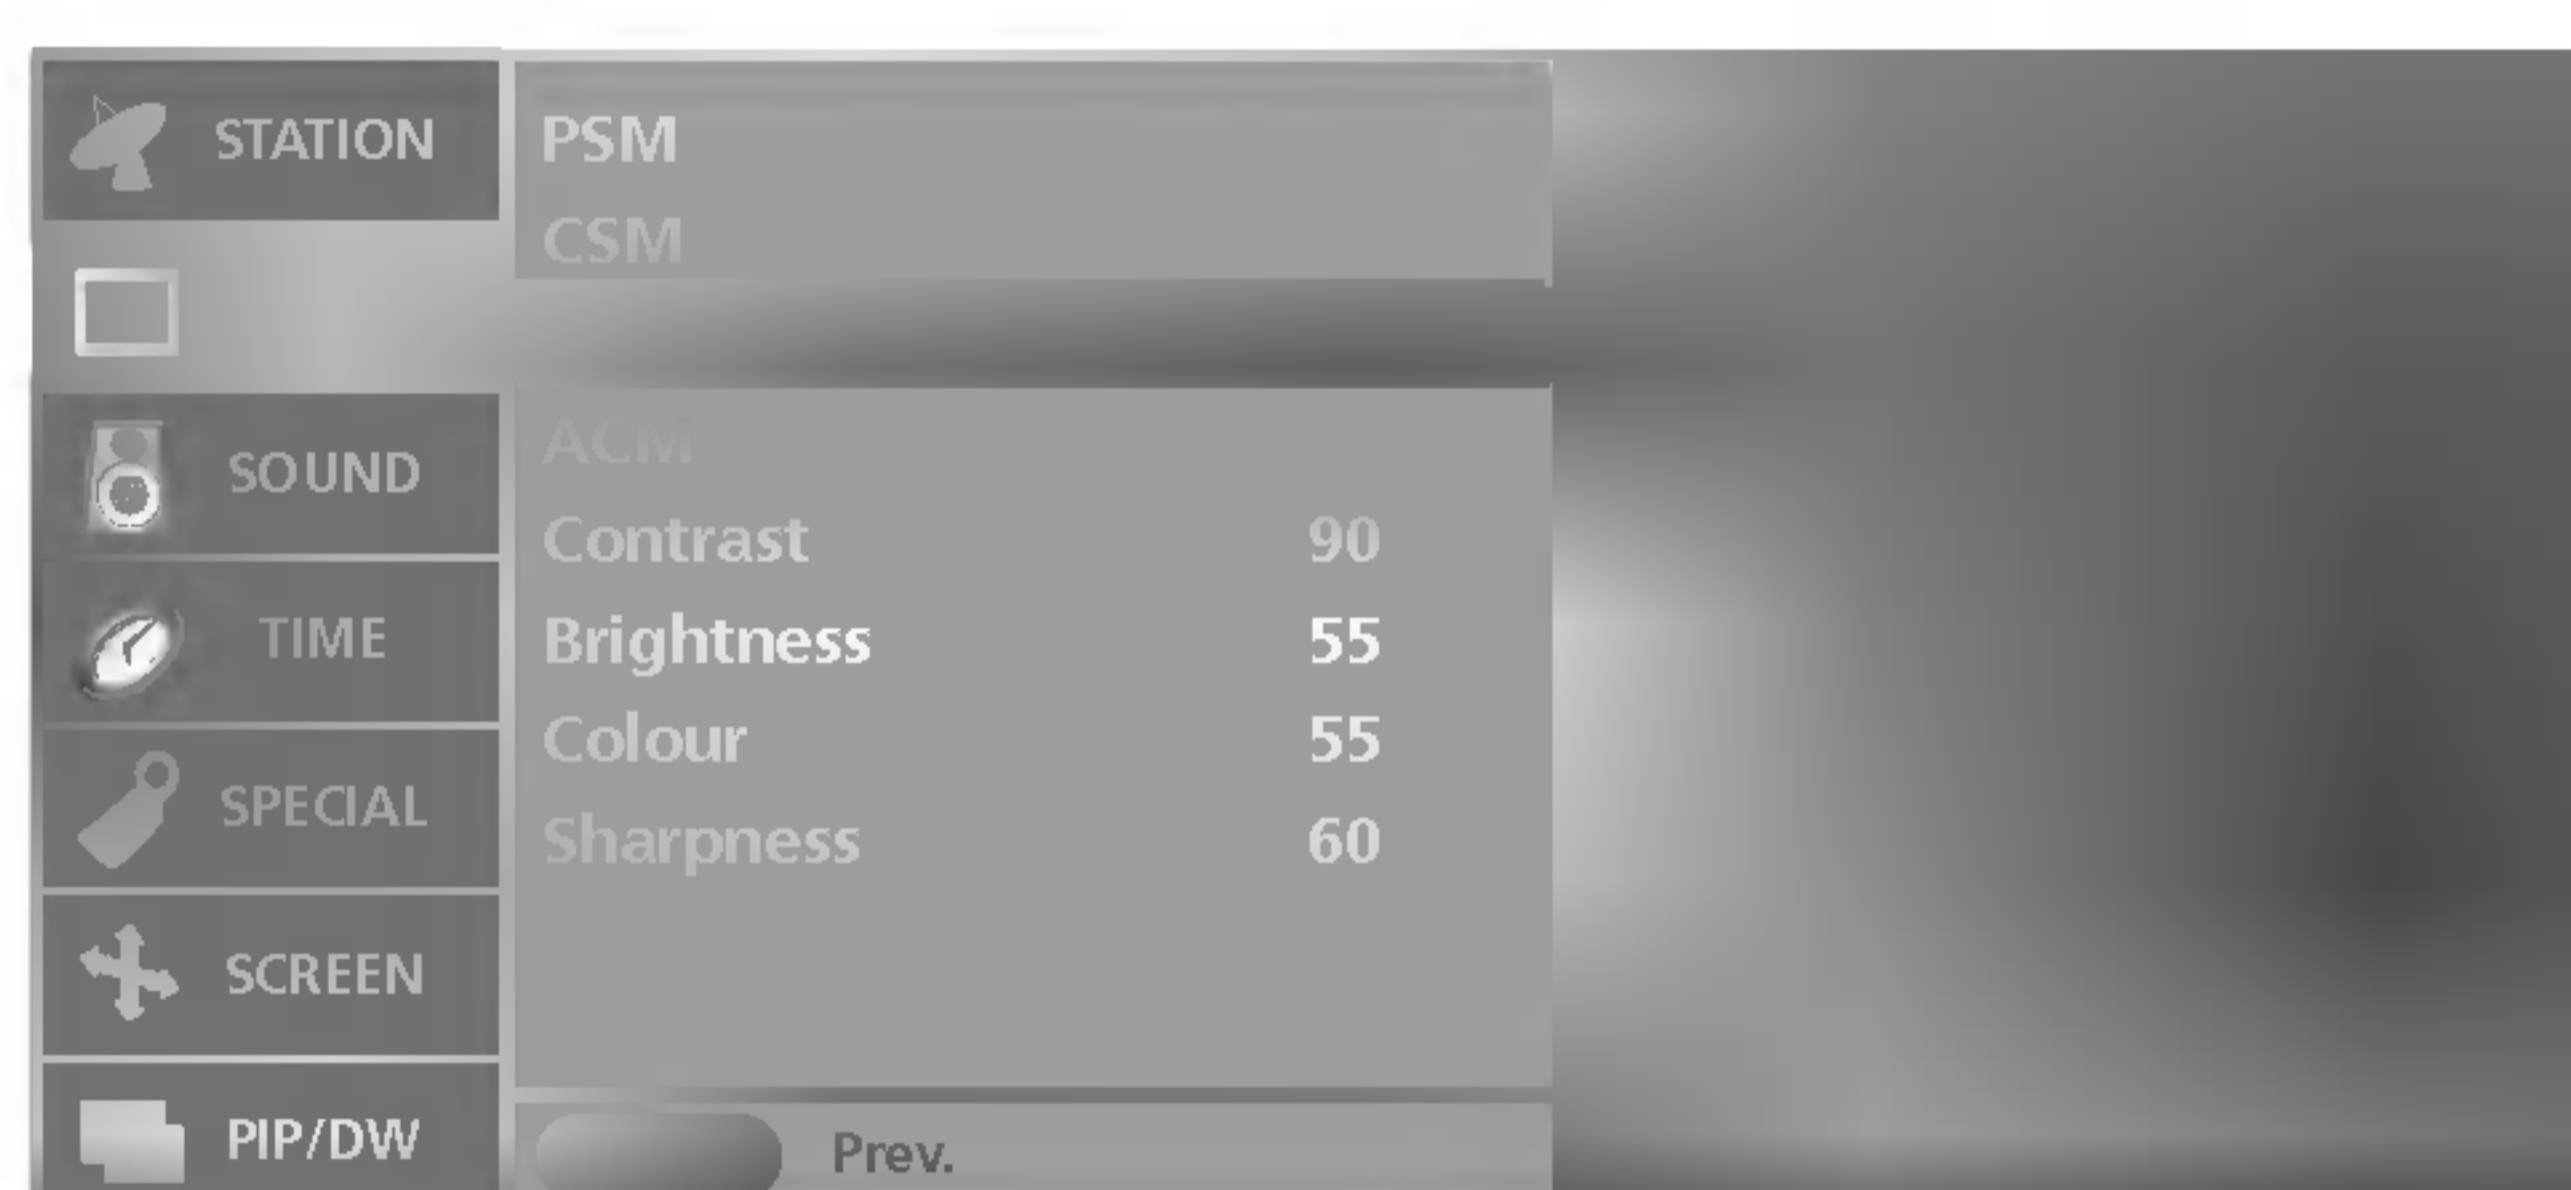 STATION
PSM
CSM
SOUND
ACM
Contrast 90
TIME
Brightness 55
Colour 55
SPECIAL
Sharpness 60
SCREEN
PIP/DW
Prev.